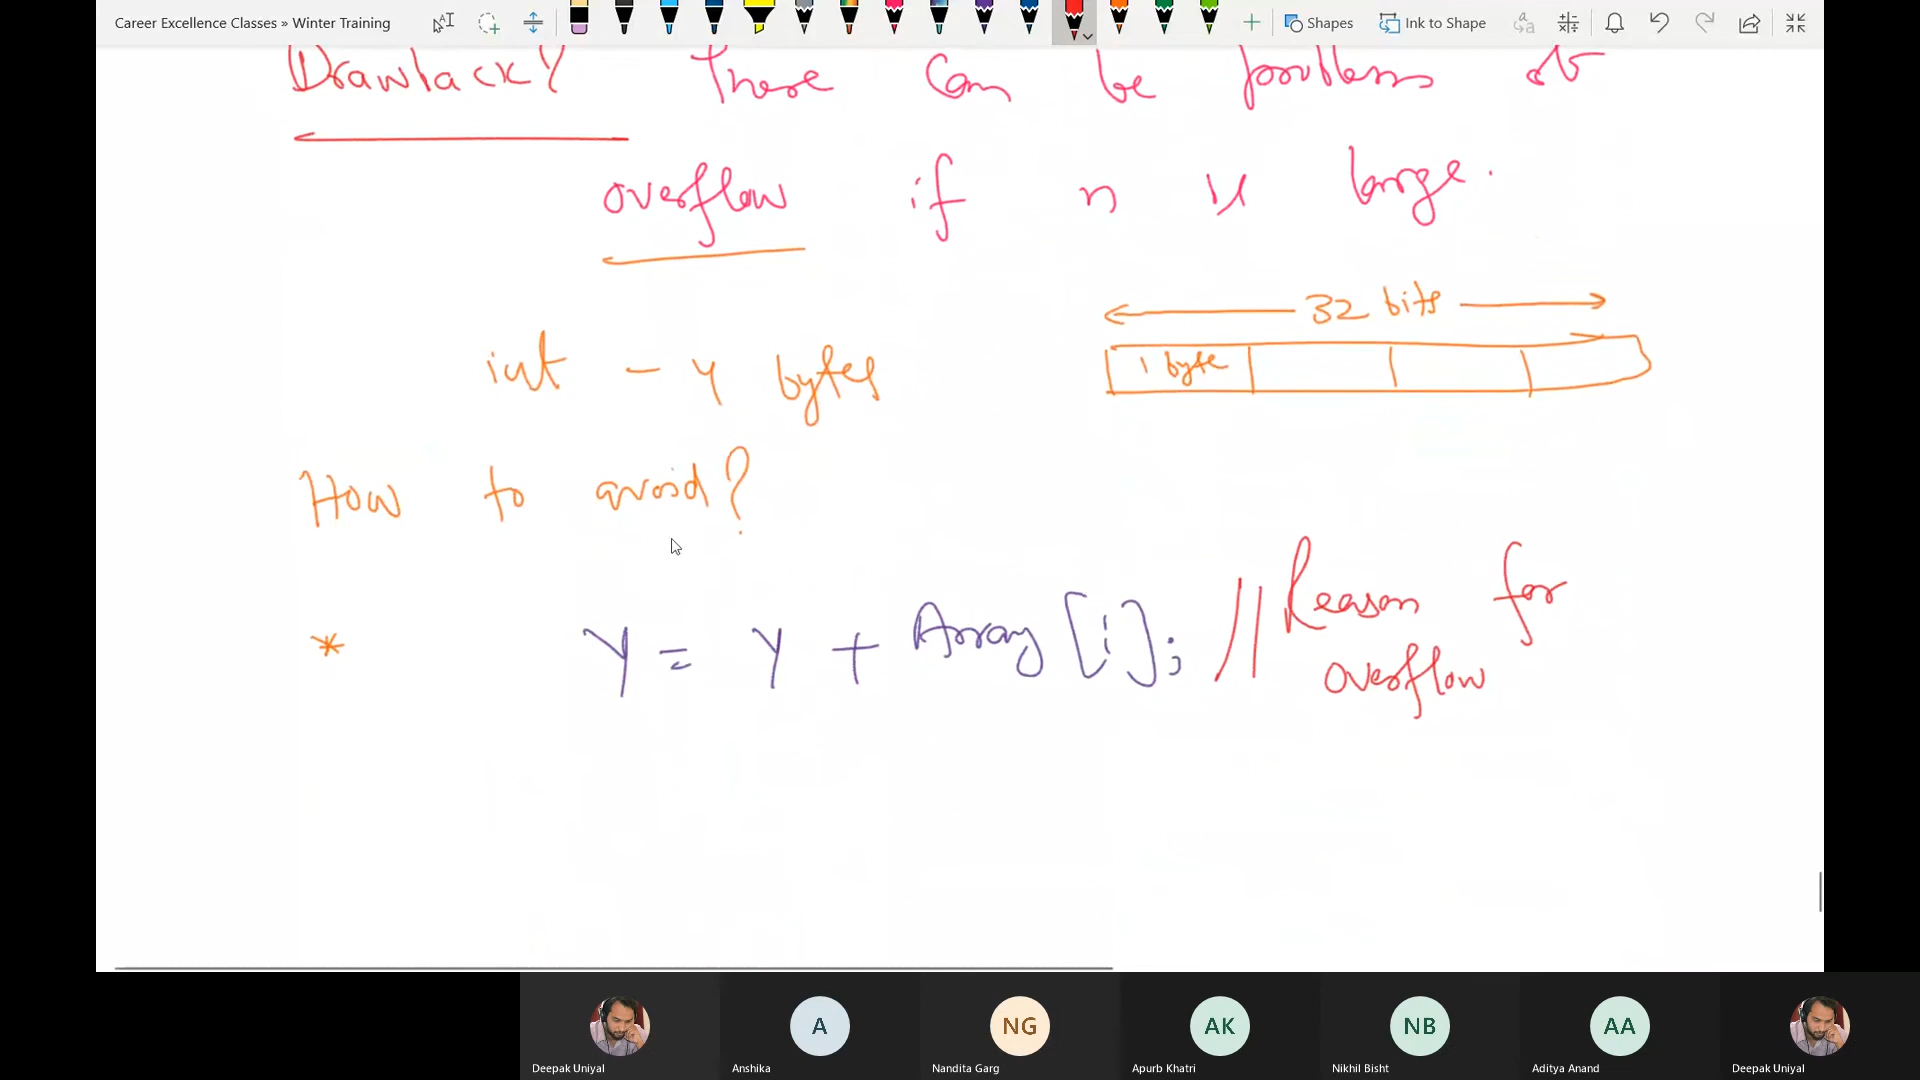 Career Excellence Classes » Winter Training
Shapes
Ink to Shape
Drawback? There can be problems of
overflow if n is large.
32 bits
int - 4 bytes
1 byte
How to avoid?
* Y = Y + Array [i]; // Reason for
overflow
A
NG
AK
NB
AA
Deepak Uniyal
Anshika
Nandita Garg
Apurb Khatri
Nikhil Bisht
Aditya Anand
Deepak Uniyal